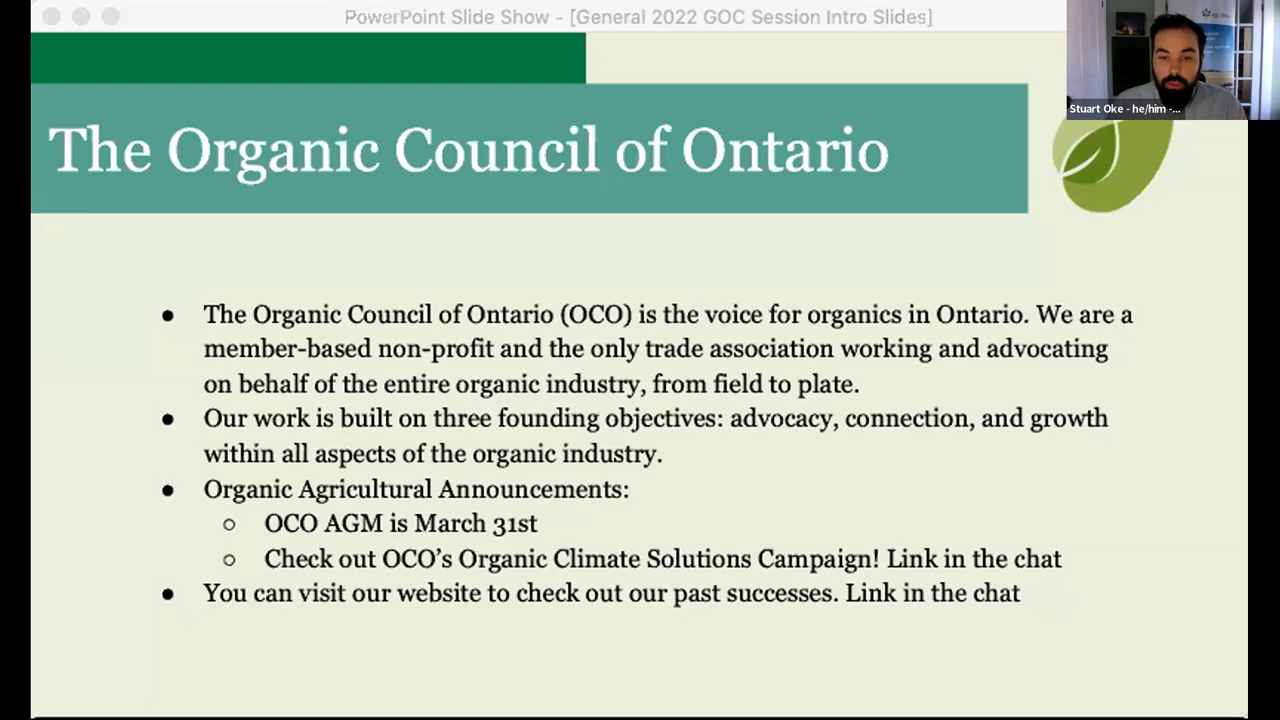 PowerPoint Slide Show - [General 2022 GOC Session Intro Slides]
Stuart Oke - he/him -...
The Organic Council of Ontario
● The Organic Council of Ontario (OCO) is the voice for organics in Ontario. We are a
member-based non-profit and the only trade association working and advocating
on behalf of the entire organic industry, from field to plate.
● Our work is built on three founding objectives: advocacy, connection, and growth
within all aspects of the organic industry.
● Organic Agricultural Announcements:
○ OCO AGM is March 31st
○ Check out OCO’s Organic Climate Solutions Campaign! Link in the chat
● You can visit our website to check out our past successes. Link in the chat